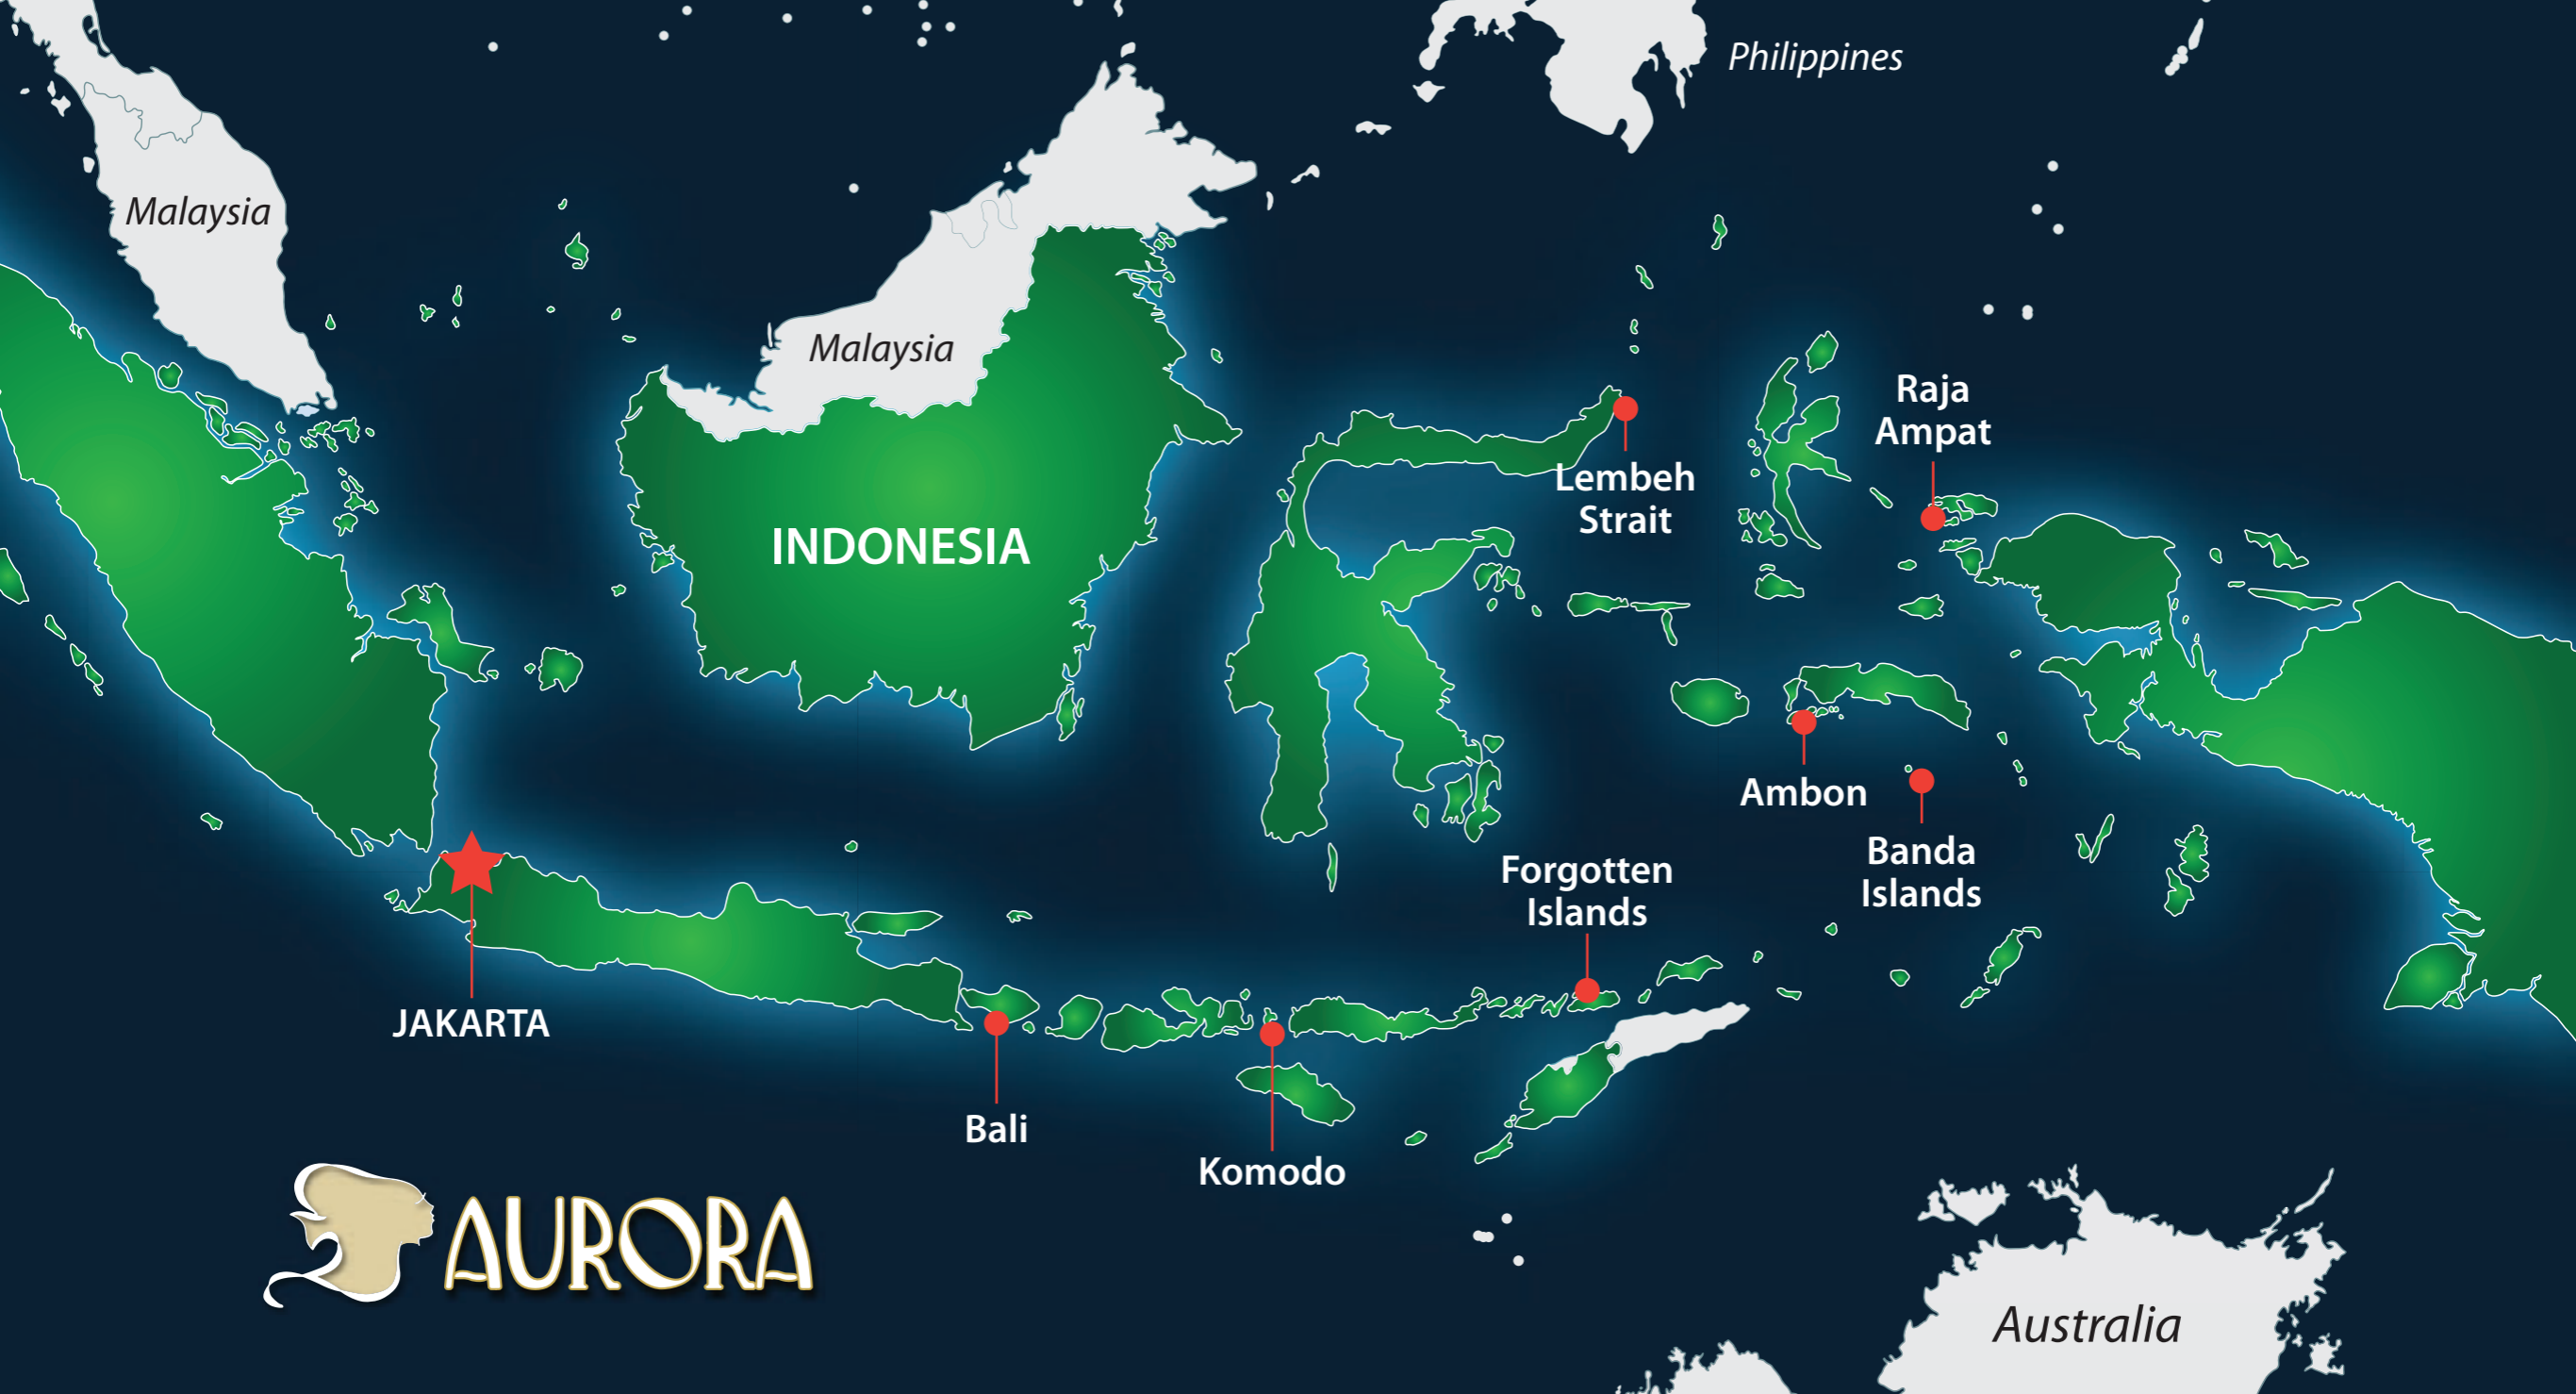 Philippines
Malaysia
Malaysia
Raja
Ampat
Lembeh
Strait
INDONESIA
Ambon
Banda
Islands
Forgotten
Islands
JAKARTA
Bali
Komodo
AURORA
Australia